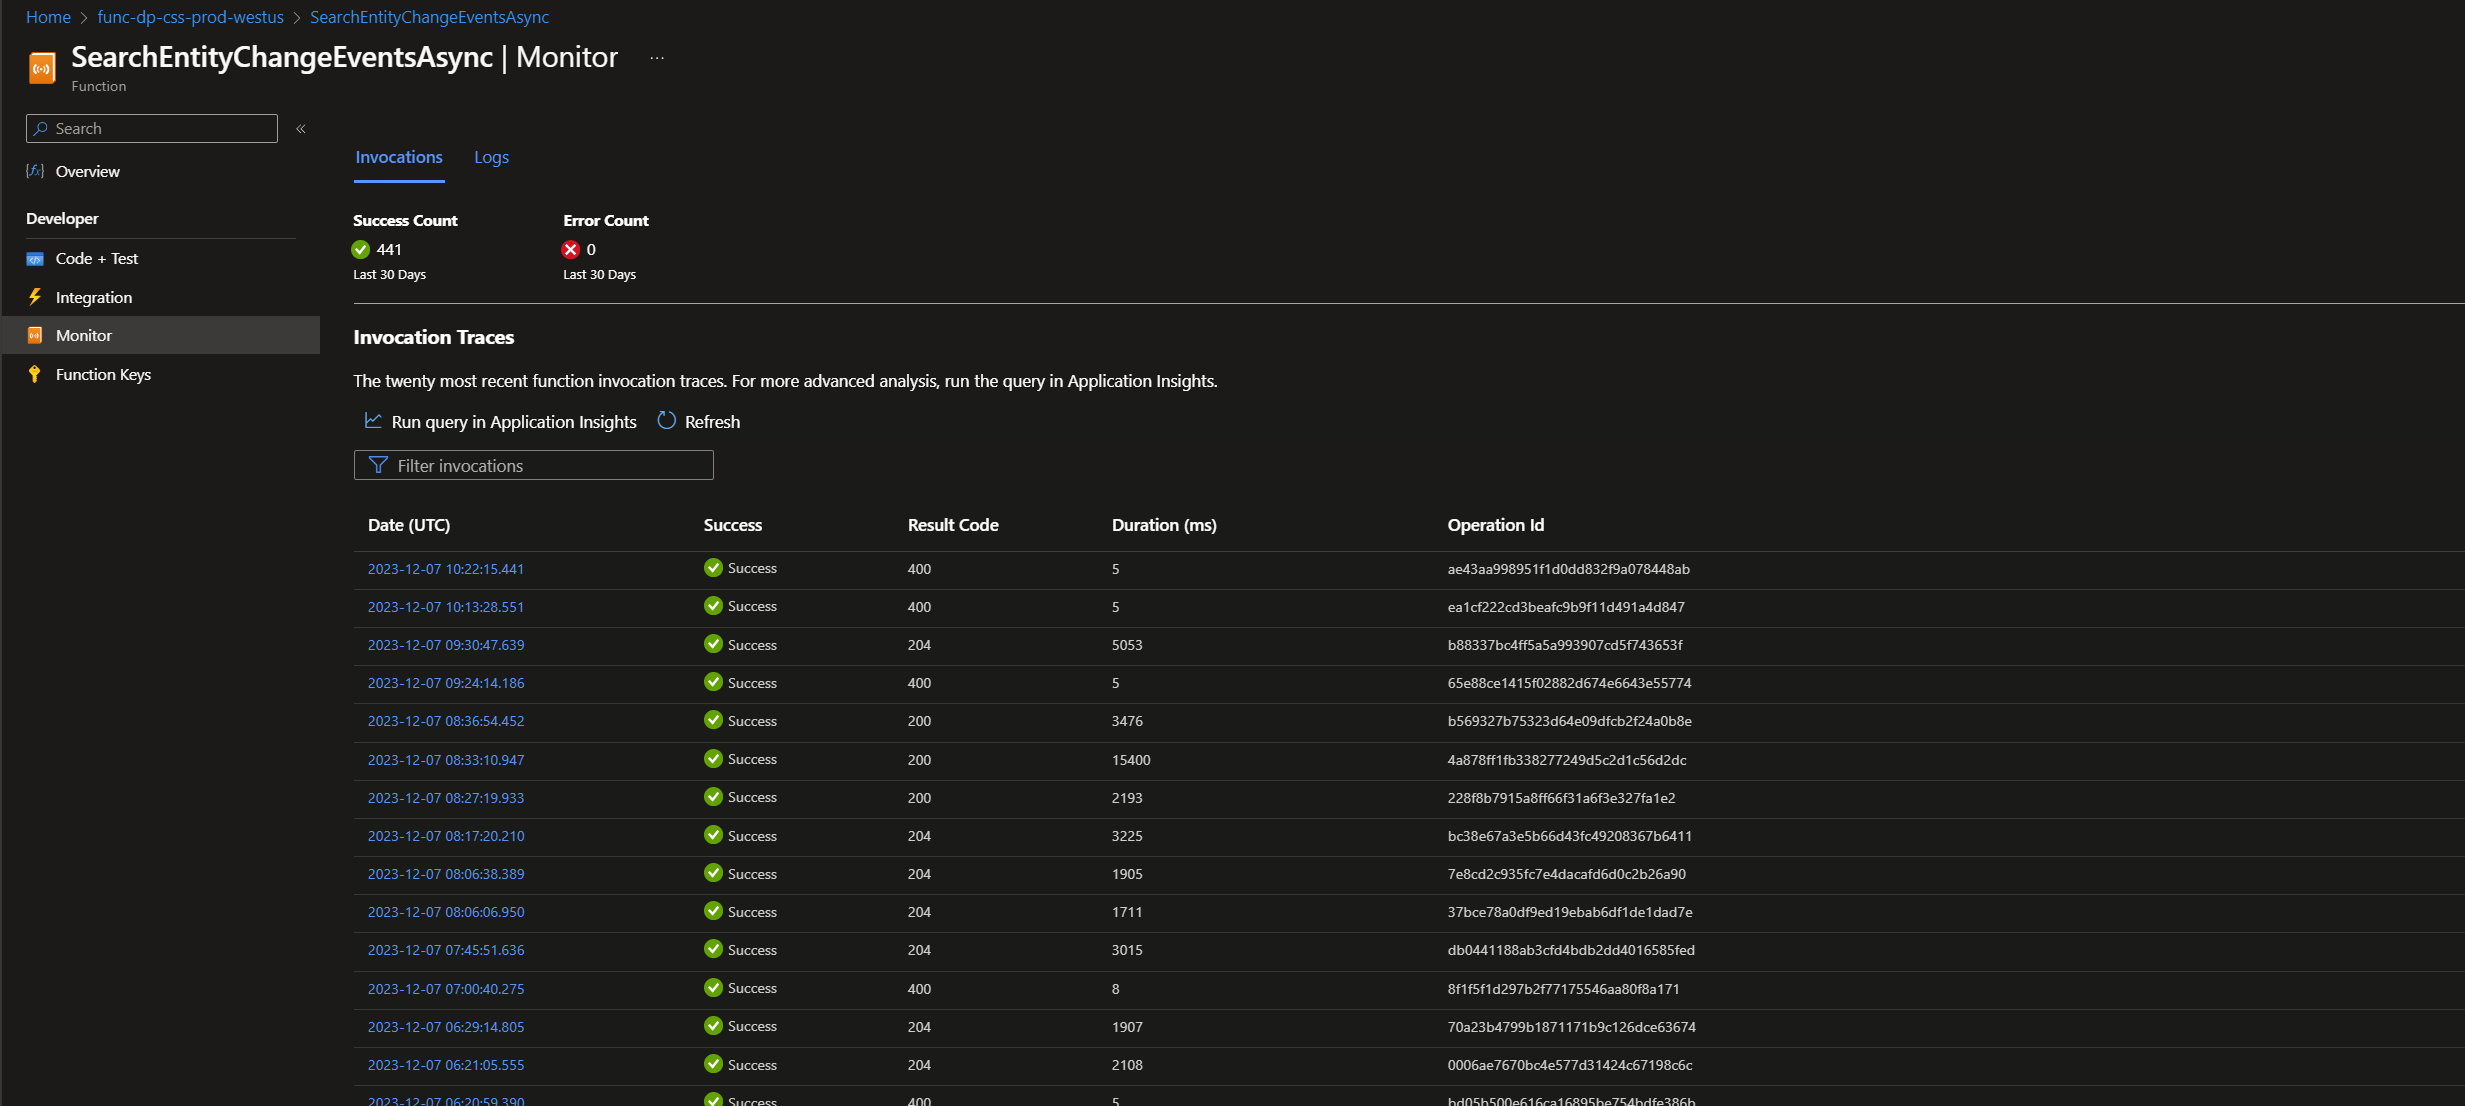 Home > func-dp-css-prod-westus > SearchEntityChangeEventsAsync
SearchEntityChangeEventsAsync | Monitor ...
Function
Search «
Overview
Developer
Code + Test
Integration
Monitor
Function Keys
Invocations Logs
Success Count Error Count
441 0
Last 30 Days Last 30 Days
Invocation Traces
The twenty most recent function invocation traces. For more advanced analysis, run the query in Application Insights.
Run query in Application Insights Refresh
Filter invocations
Date (UTC) Success Result Code Duration (ms) Operation Id
2023-12-07 10:22:15.441 Success 400 5 ae43aa998951f1d0dd832f9a078448ab
2023-12-07 10:13:28.551 Success 400 5 ea1cf222cd3beafc9b9f11d491a4d847
2023-12-07 09:30:47.639 Success 204 5053 b88337bc4ff5a5a993907cd5f743653f
2023-12-07 09:24:14.186 Success 400 5 65e88ce1415f02882d674e6643e55774
2023-12-07 08:36:54.452 Success 200 3476 b569327b75323d64e09dfcb2f24a0b8e
2023-12-07 08:33:10.947 Success 200 15400 4a878ff1fb338277249d5c2d1c56d2dc
2023-12-07 08:27:19.933 Success 200 2193 228f8b7915a8ff66f31a6f3e327fa1e2
2023-12-07 08:17:20.210 Success 204 3225 bc38e67a3e5b66d43fc49208367b6411
2023-12-07 08:06:38.389 Success 204 1905 7e8cd2c935fc7e4dacafd6d0c2b26a90
2023-12-07 08:06:06.950 Success 204 1711 37bce78a0df9ed19ebab6df1de1dad7e
2023-12-07 07:45:51.636 Success 204 3015 db0441188ab3cfd4bdb2dd4016585fed
2023-12-07 07:00:40.275 Success 400 8 8f1f5f1d297b2f77175546aa80f8a171
2023-12-07 06:29:14.805 Success 204 1907 70a23b4799b1871171b9c126dce63674
2023-12-07 06:21:05.555 Success 204 2108 0006ae7670bc4e577d31424c67198c6c
2023-12-07 06:20:59.390 Success 400 5 bd05b500e616ca16895be754bdfe386b